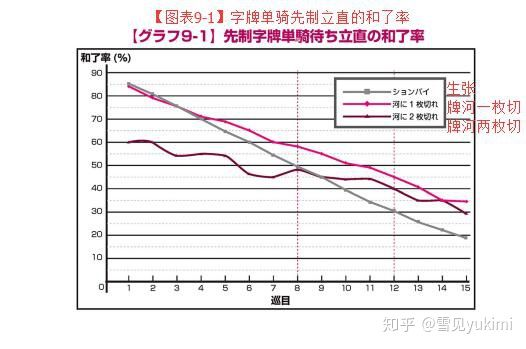 【图表9-1】字牌单骑先制立直的和了率
【グラフ9-1】先制字牌単騎待ち立直の和了率
和了率(%)
90
80
70
60
50
40
30
20
10
0
ションパイ 生张
河に1枚切れ 牌河一枚切
河に2枚切れ 牌河两枚切
1 2 3 4 5 6 7 8 9 10 11 12 13 14 15
巡目
知乎 @雪见yukimi